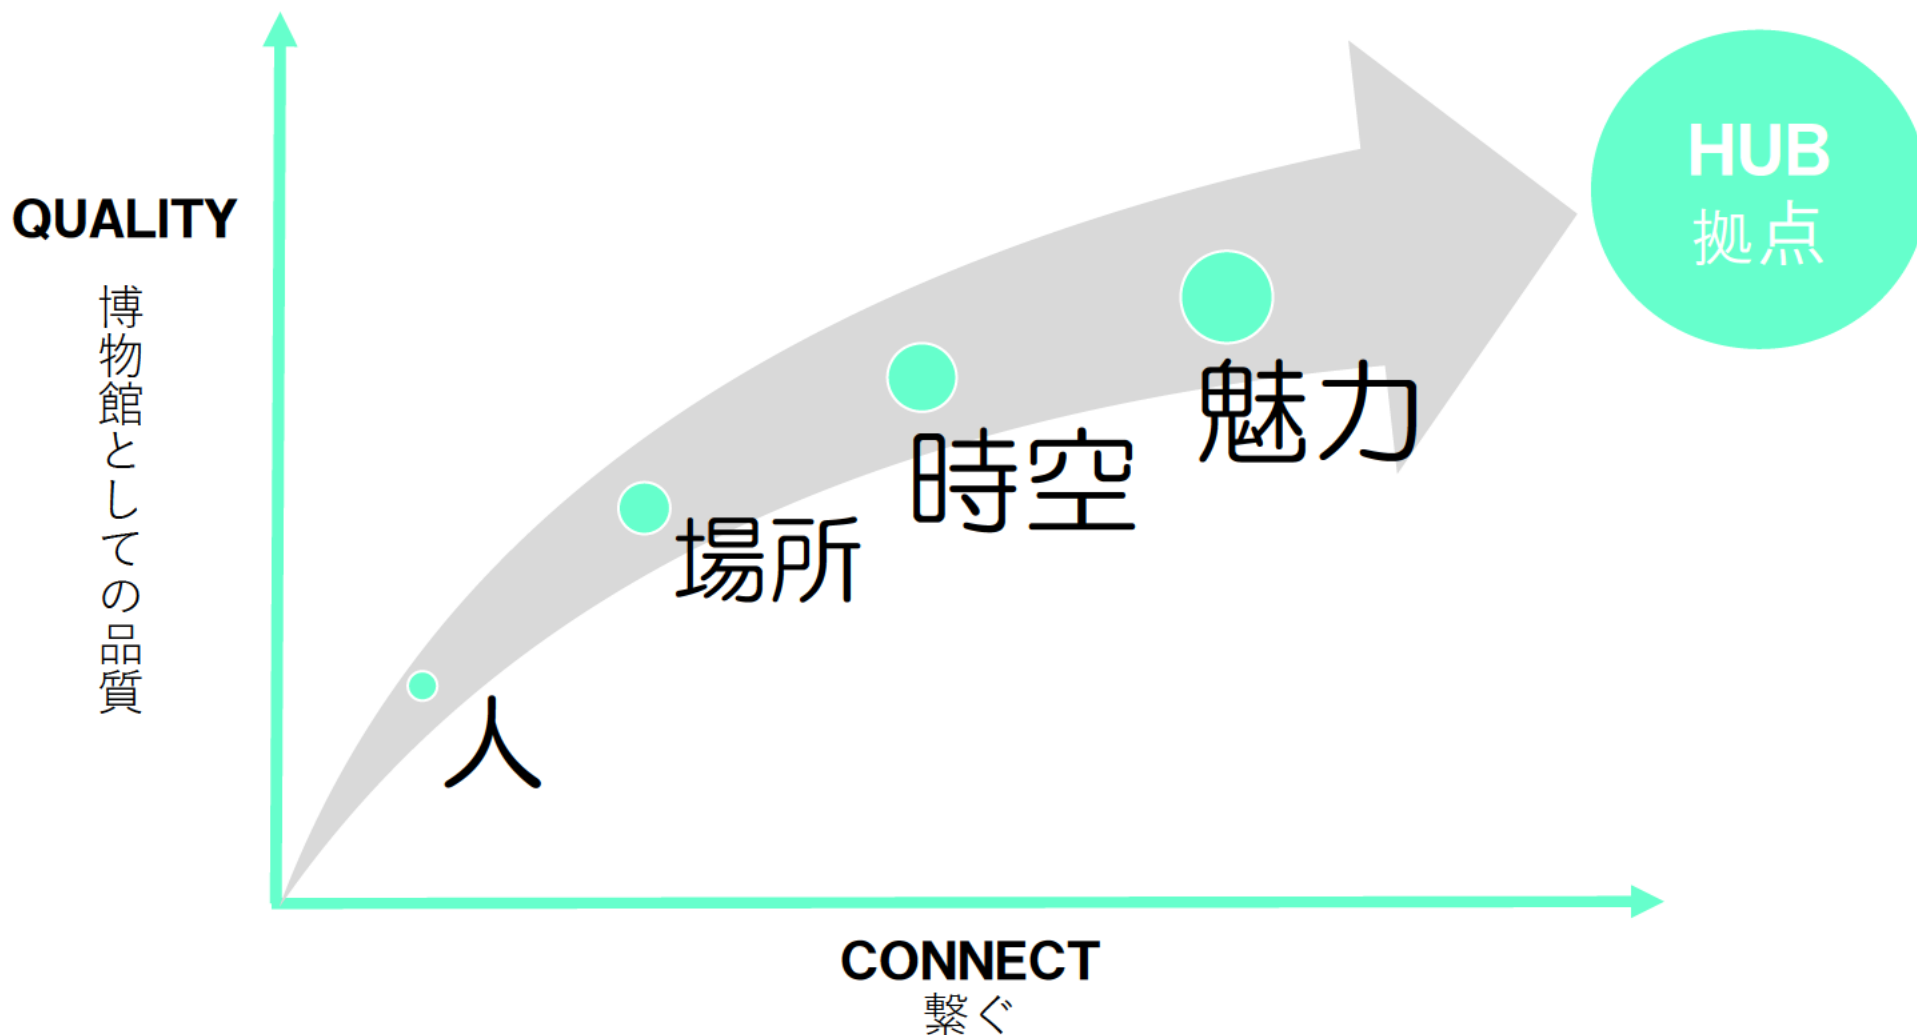 QUALITY
博物館としての品質
人
場所
時空
魅力
HUB
拠点
CONNECT
繋ぐ